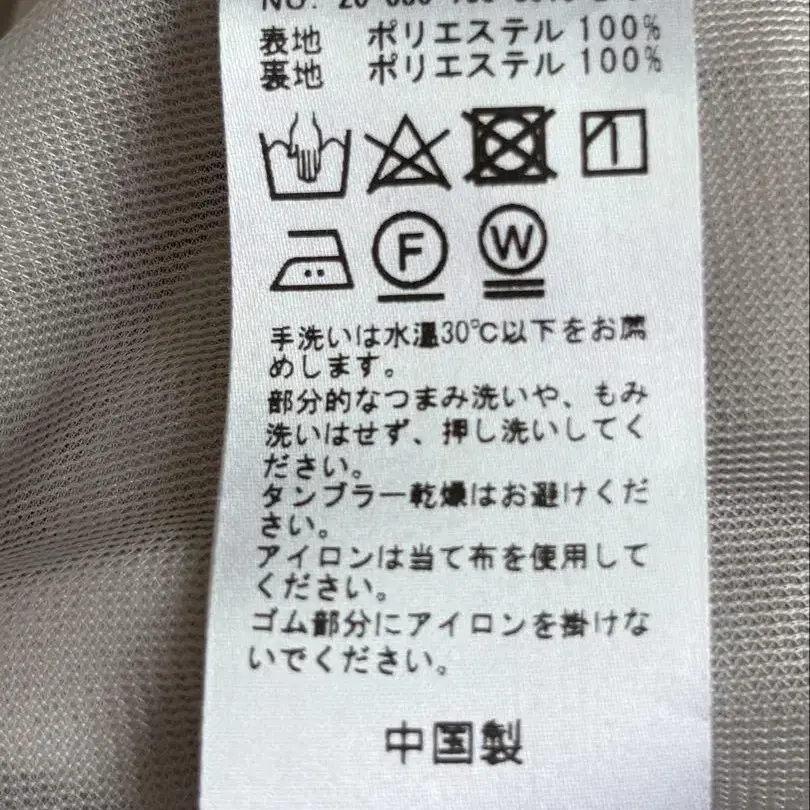 表地 ポリエステル 100%
裏地 ポリエステル 100%
F W
手洗いは水温30℃以下をお薦
めします。
部分的なつまみ洗いや、もみ
洗いはせず、押し洗いしてく
ださい。
タンブラー乾燥はお避けくだ
さい。
アイロンは当て布を使用して
ください。
ゴム部分にアイロンを掛けな
いでください。
中国製